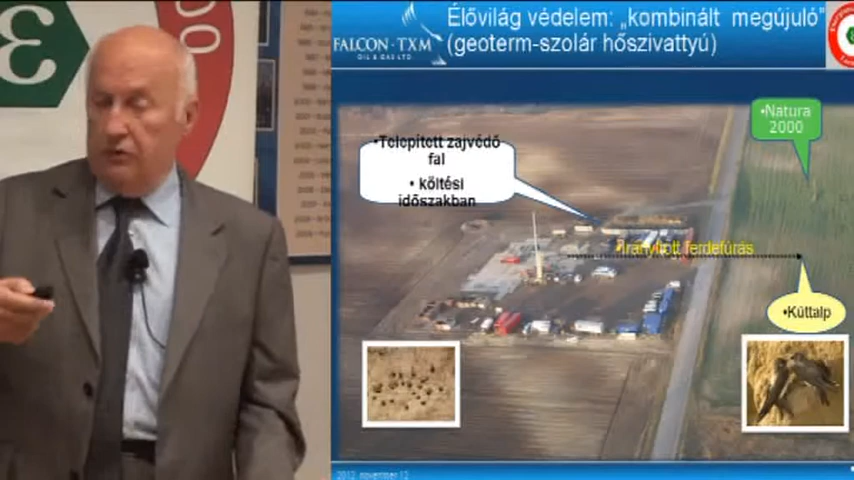 Élővilág védelem: „kombinált megújuló”
(geoterm-szolár hőszivattyú)
FALCON-TXM
OIL & GAS LTD.
•Natura
2000
•Telepített zajvédő
fal
• költési
időszakban
•Irányított ferdefúrás
•Kúttalp
2012. november 12